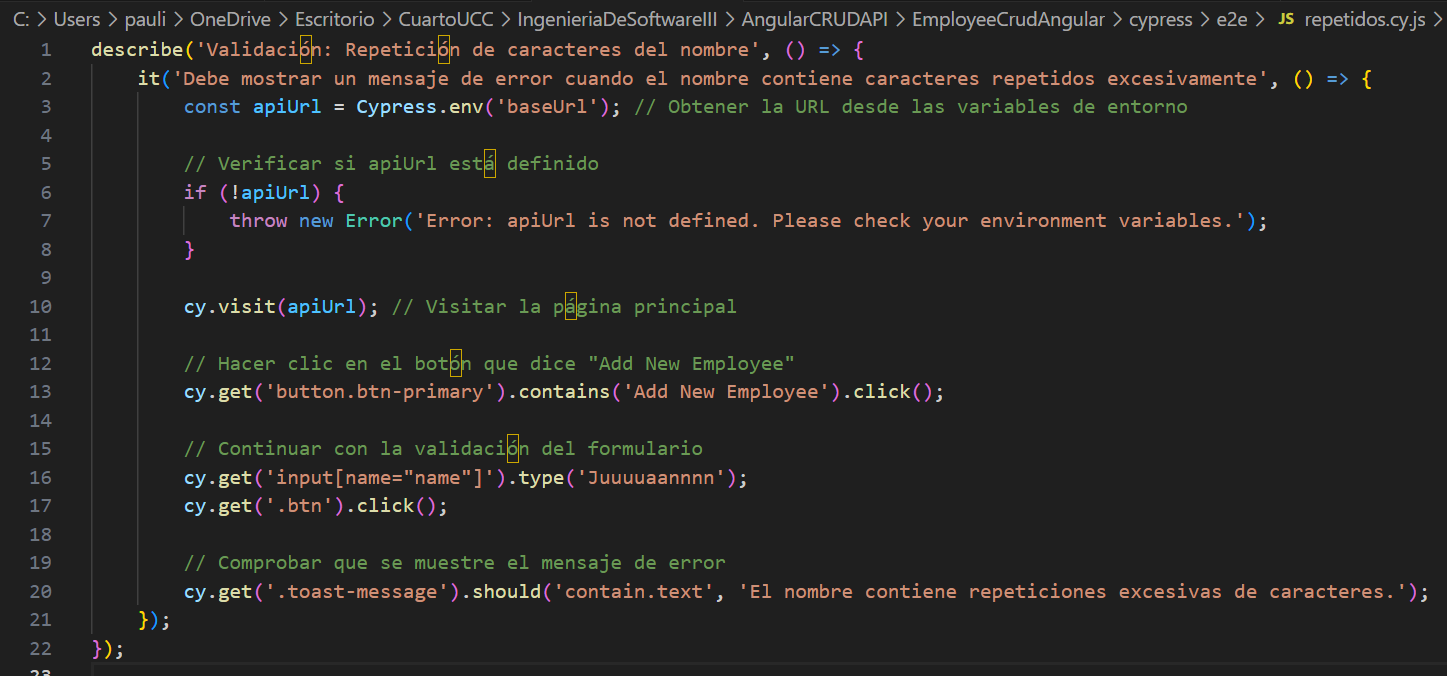 C: > Users > pauli > OneDrive > Escritorio > CuartoUCC > IngenieriaDeSoftwareIII > AngularCRUDAPI > EmployeeCrudAngular > cypress > e2e > JS repetidos.cy.js >
1 describe('Validación: Repetición de caracteres del nombre', () => {
2 it('Debe mostrar un mensaje de error cuando el nombre contiene caracteres repetidos excesivamente', () => {
3 const apiUrl = Cypress.env('baseUrl'); // Obtener la URL desde las variables de entorno
4
5 // Verificar si apiUrl está definido
6 if (!apiUrl) {
7 throw new Error('Error: apiUrl is not defined. Please check your environment variables.');
8 }
9
10 cy.visit(apiUrl); // Visitar la página principal
11
12 // Hacer clic en el botón que dice "Add New Employee"
13 cy.get('button.btn-primary').contains('Add New Employee').click();
14
15 // Continuar con la validación del formulario
16 cy.get('input[name="name"]').type('Juuuuaannnn');
17 cy.get('.btn').click();
18
19 // Comprobar que se muestre el mensaje de error
20 cy.get('.toast-message').should('contain.text', 'El nombre contiene repeticiones excesivas de caracteres.');
21 });
22 });
23